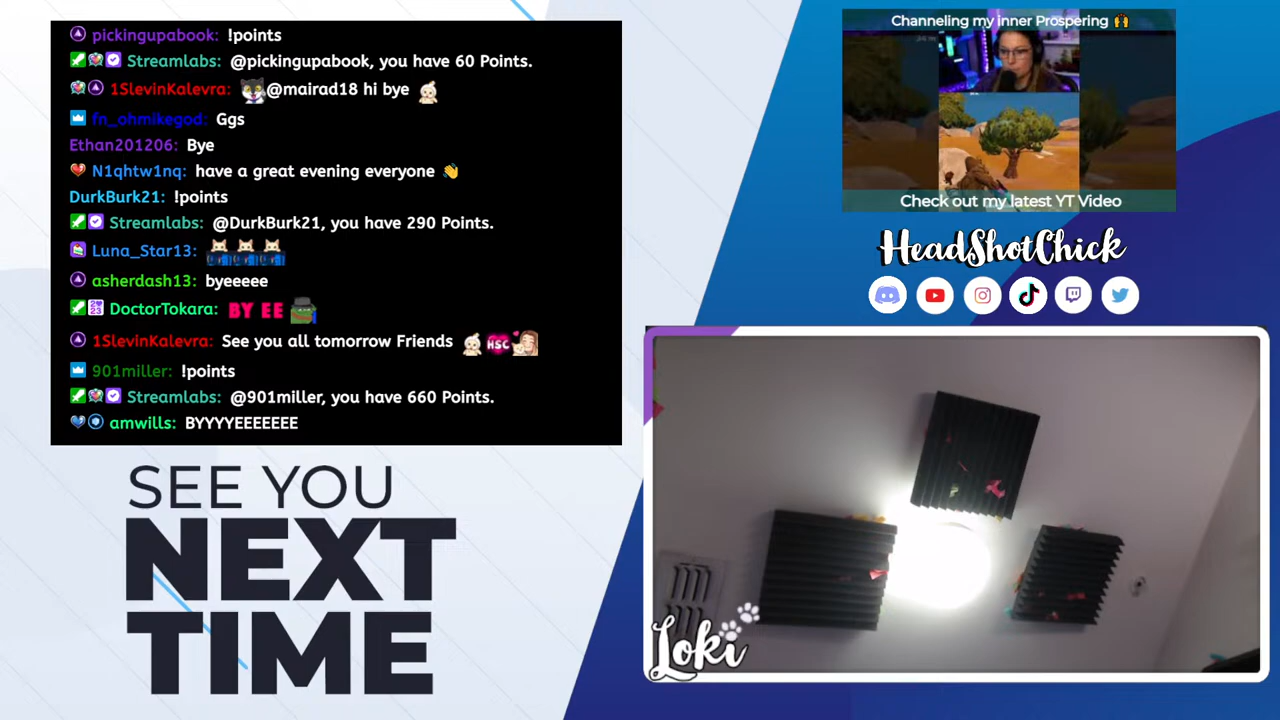 pickingupabook: !points
Streamlabs: @pickingupabook, you have 60 Points.
1SlevinKalevra: @mairad18 hi bye
fn_ohmikegod: Ggs
Ethan201206: Bye
N1qhtw1nq: have a great evening everyone 👋
DurkBurk21: !points
Streamlabs: @DurkBurk21, you have 290 Points.
Luna_Star13:
asherdash13: byeeeee
DoctorTokara: BY EE
1SlevinKalevra: See you all tomorrow Friends HSC
901miller: !points
Streamlabs: @901miller, you have 660 Points.
amwills: BYYYYEEEEEEE
SEE YOU
NEXT
TIME
Channeling my inner Prospering 🙌
Check out my latest YT Video
HeadShotChick
Loki